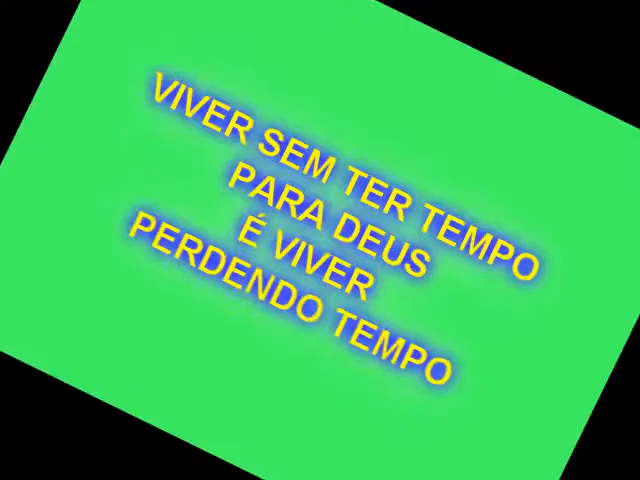 VIVER SEM TER TEMPO
PARA DEUS
É VIVER
PERDENDO TEMPO